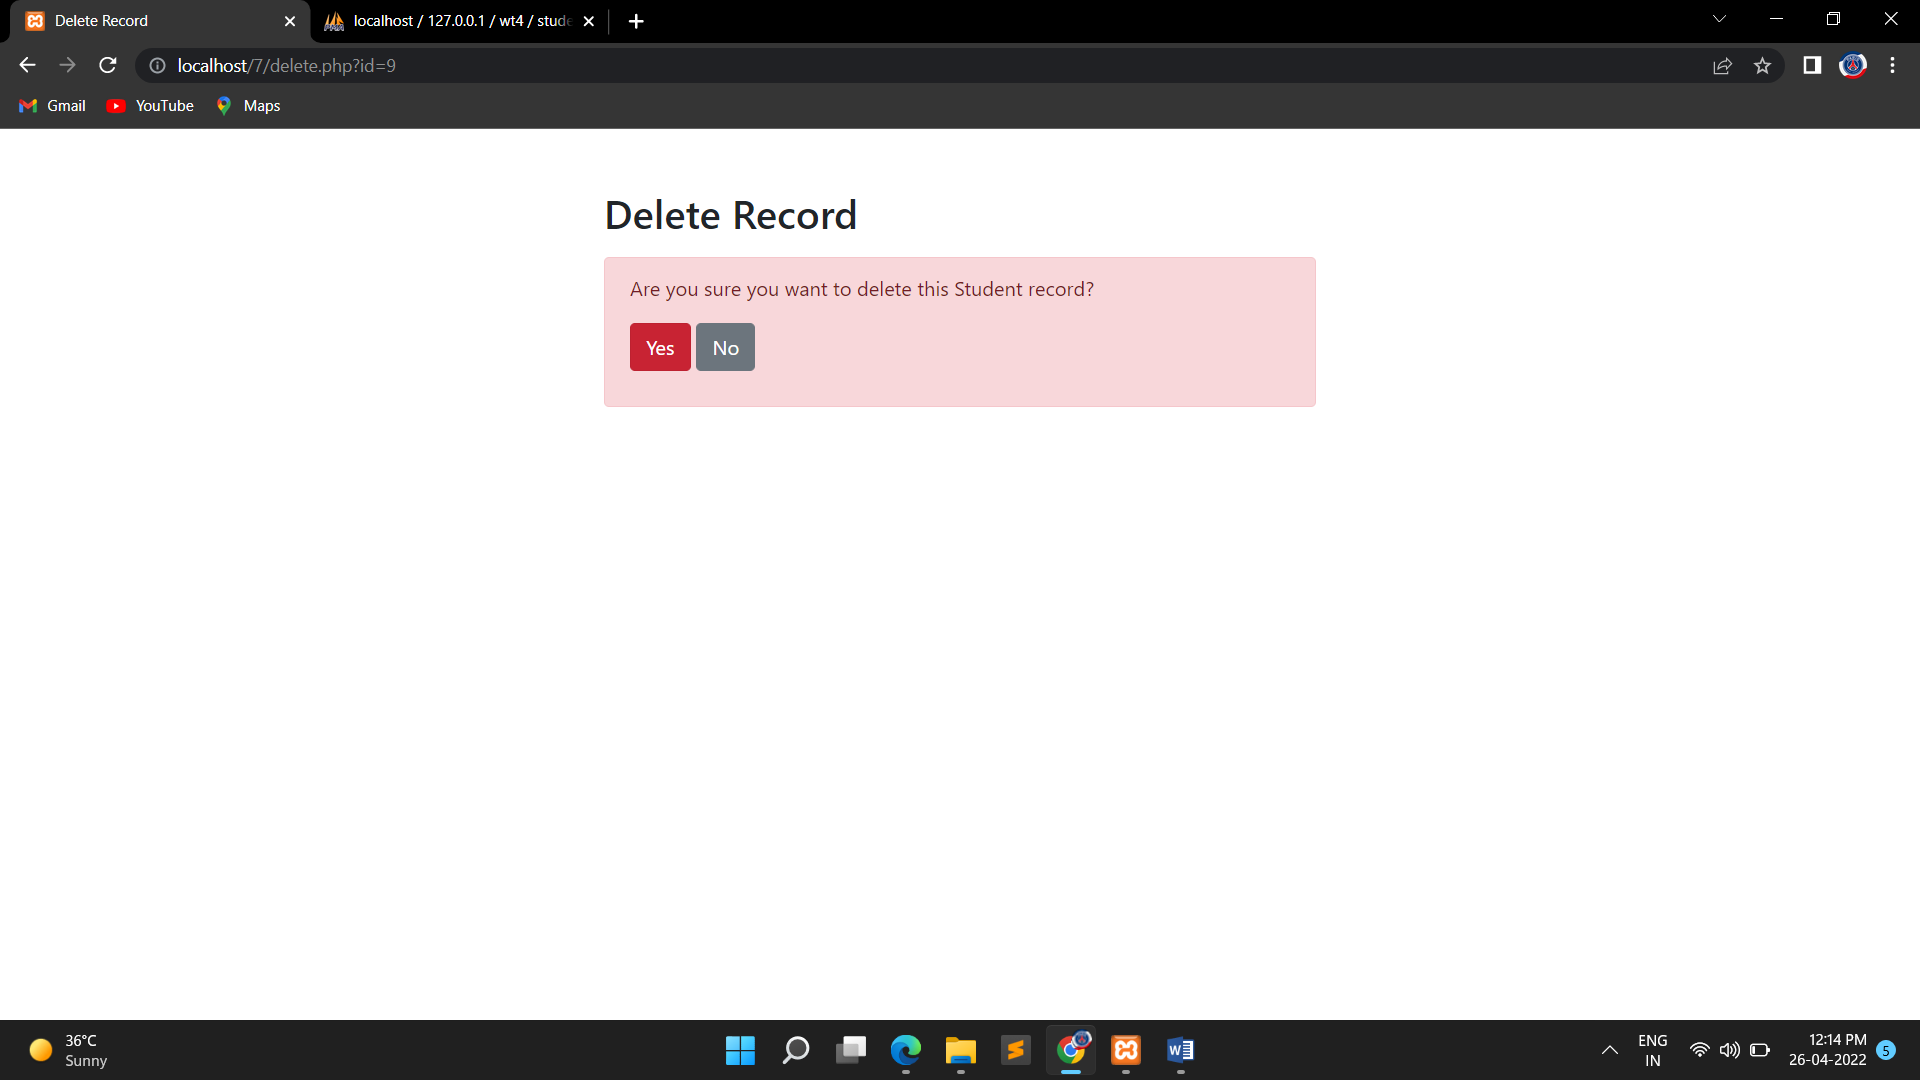 Delete Record
localhost / 127.0.0.1 / wt4 / stude
localhost/7/delete.php?id=9
Gmail
YouTube
Maps
Delete Record
Are you sure you want to delete this Student record?
Yes
No
36°C
Sunny
ENG
IN
12:14 PM
26-04-2022
5